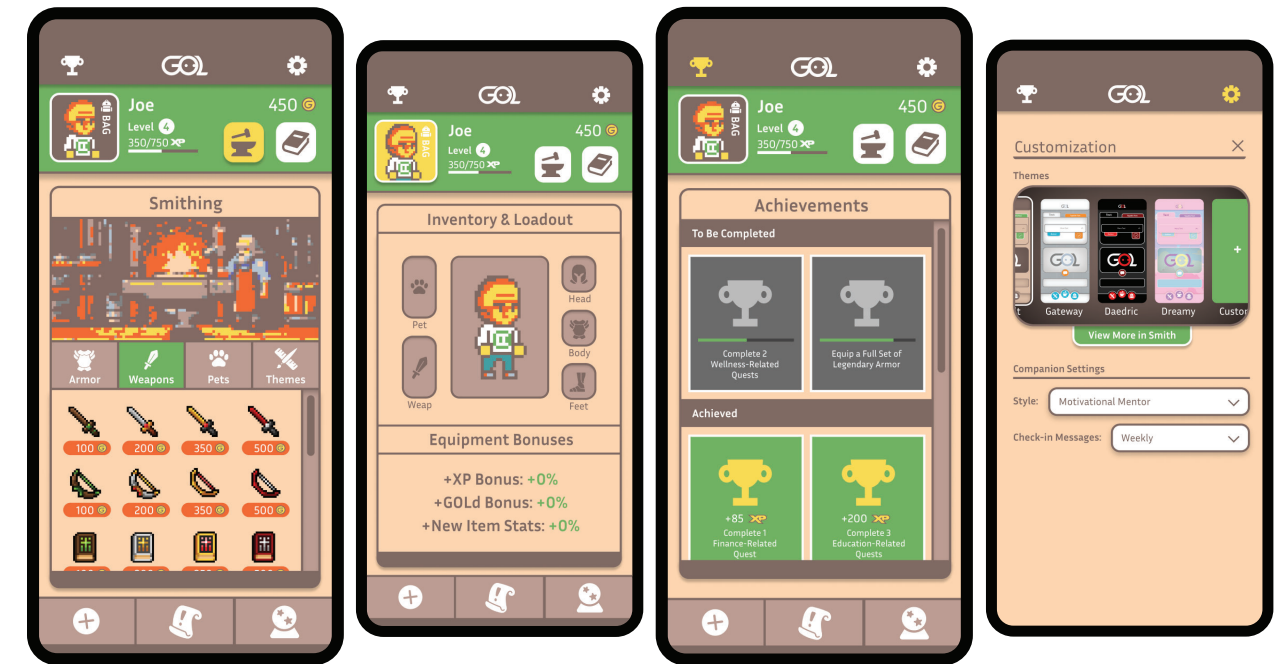 GOL
Joe
450 G
BAG
Level 4
350/750 XP
Smithing
Armor Weapons Pets Themes
100 G 200 G 350 G 500 G
100 G 200 G 350 G 500 G
GOL
Joe
450 G
BAG
Level 4
350/750 XP
Inventory & Loadout
Pet
Weap
Head
Body
Feet
Equipment Bonuses
+XP Bonus: +0%
+GOLd Bonus: +0%
+New Item Stats: +0%
GOL
Joe
450 G
BAG
Level 4
350/750 XP
Achievements
To Be Completed
Complete 2
Wellness-Related
Quests
Equip a Full Set of
Legendary Armor
Achieved
+85 XP
Complete 1
Finance-Related
Quest
+200 XP
Complete 3
Education-Related
Quests
GOL
Customization
Themes
GOL GOL GOL
t Gateway Daedric Dreamy Custor
View More in Smith
Companion Settings
Style: Motivational Mentor
Check-in Messages: Weekly